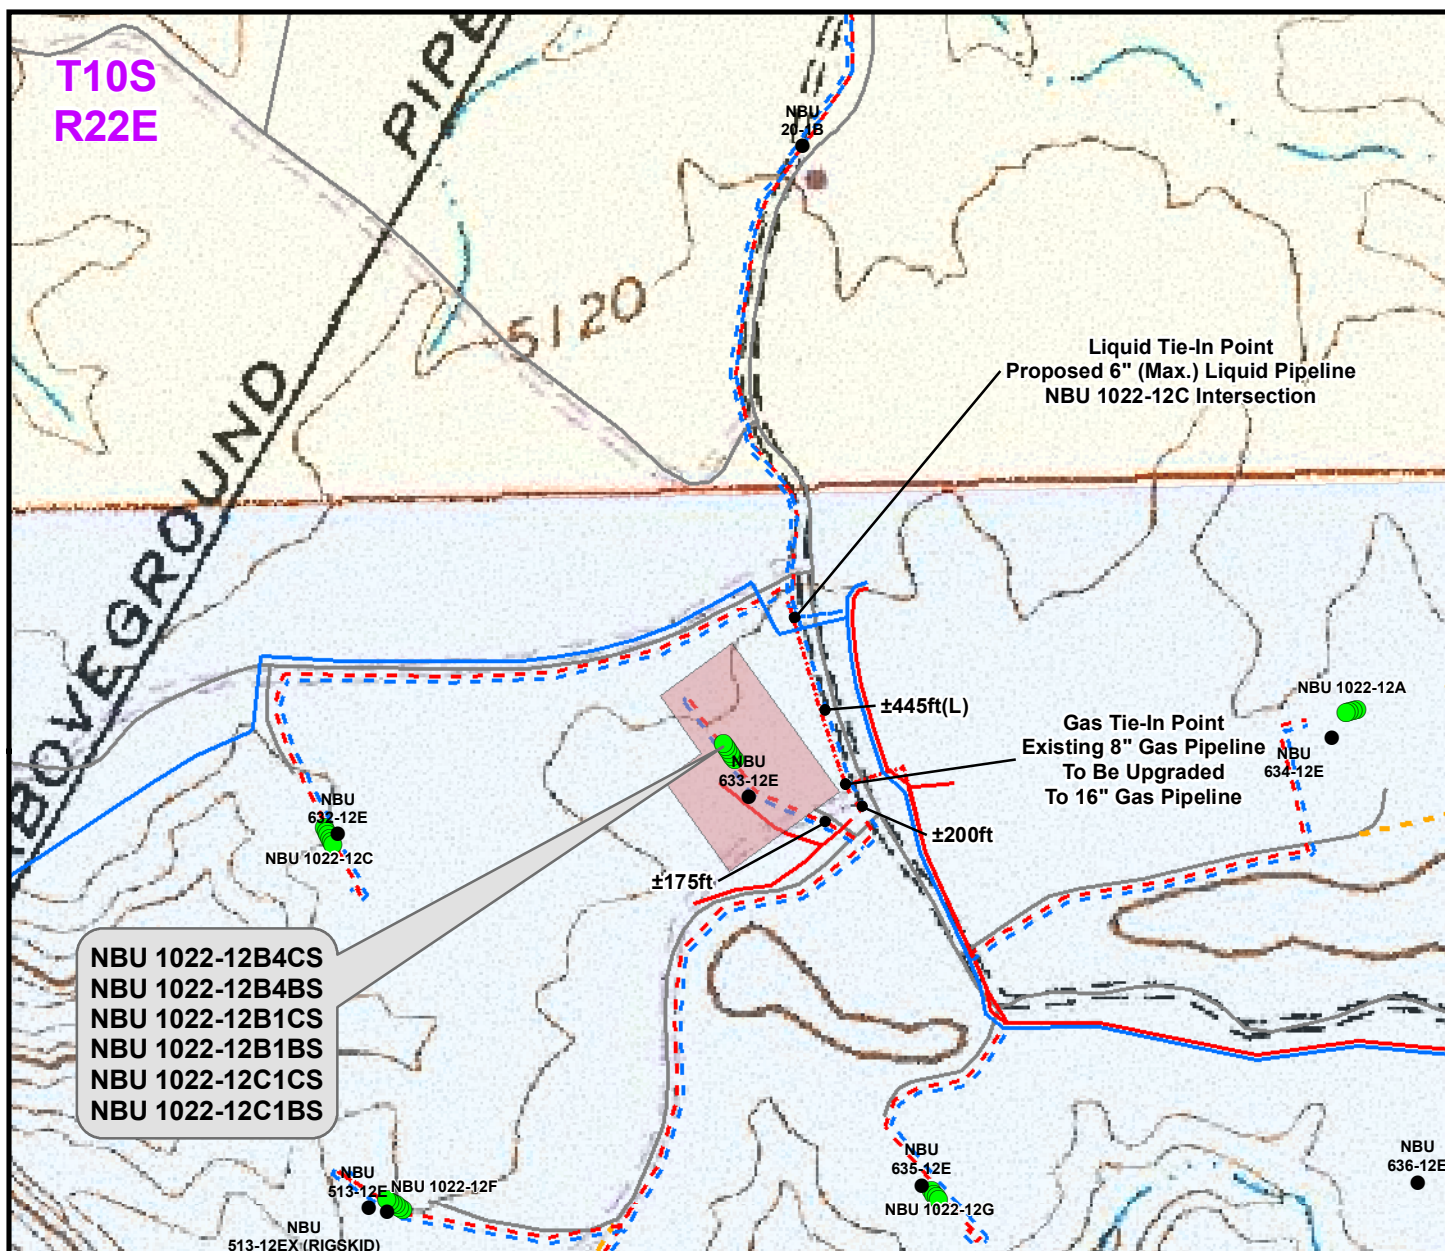 T10S
R22E
PIPE
NBU
20-1B
5120
Liquid Tie-In Point
Proposed 6" (Max.) Liquid Pipeline
NBU 1022-12C Intersection
ABOVEGROUND
±445ft(L)
NBU 1022-12A
NBU
634-12E
Gas Tie-In Point
Existing 8" Gas Pipeline
To Be Upgraded
To 16" Gas Pipeline
NBU
633-12E
NBU
632-12E
NBU 1022-12C
±200ft
±175ft
NBU 1022-12B4CS
NBU 1022-12B4BS
NBU 1022-12B1CS
NBU 1022-12B1BS
NBU 1022-12C1CS
NBU 1022-12C1BS
NBU
513-12E
NBU 1022-12F
NBU
513-12EX (RIGSKID)
NBU
635-12E
NBU 1022-12G
NBU
636-12E